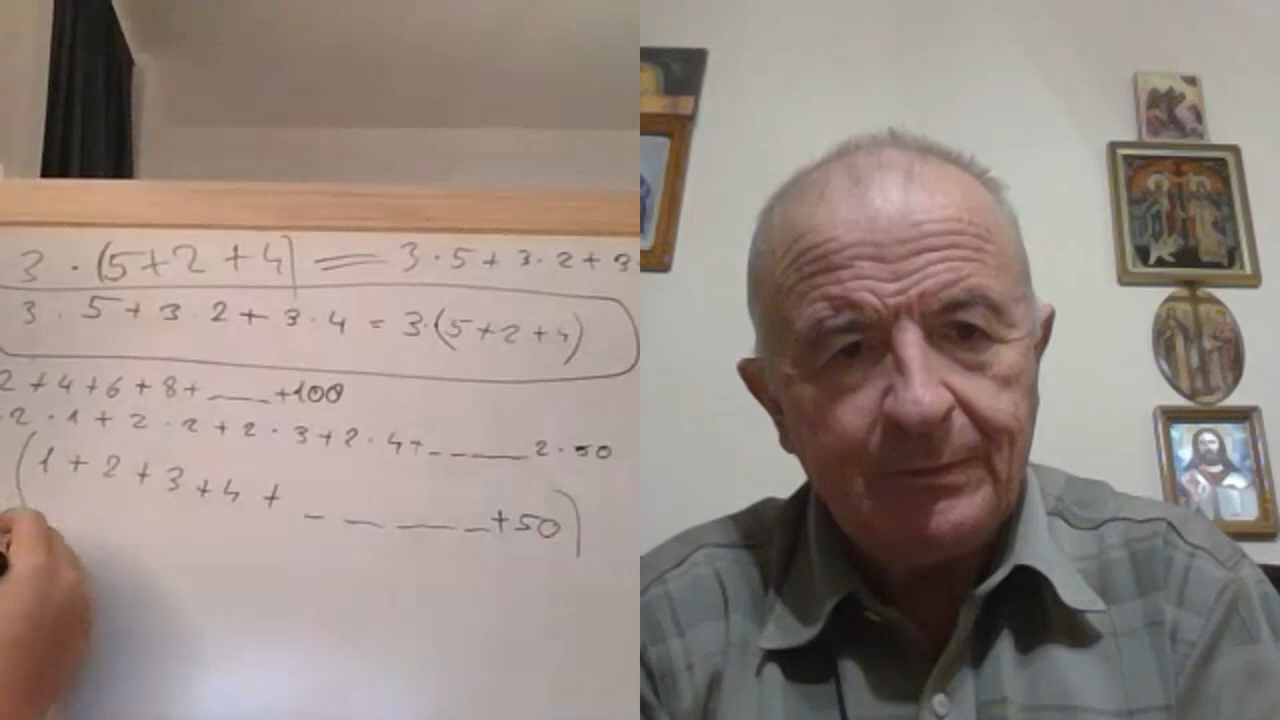 3 · (5+2+4) = 3·5+3·2+3
3 · 5+3·2+3·4 = 3·(5+2+4)
2+4+6+8+___+100
·2·1+2·2+2·3+2·4+-----2·50
(1+2+3+4+-----+50)